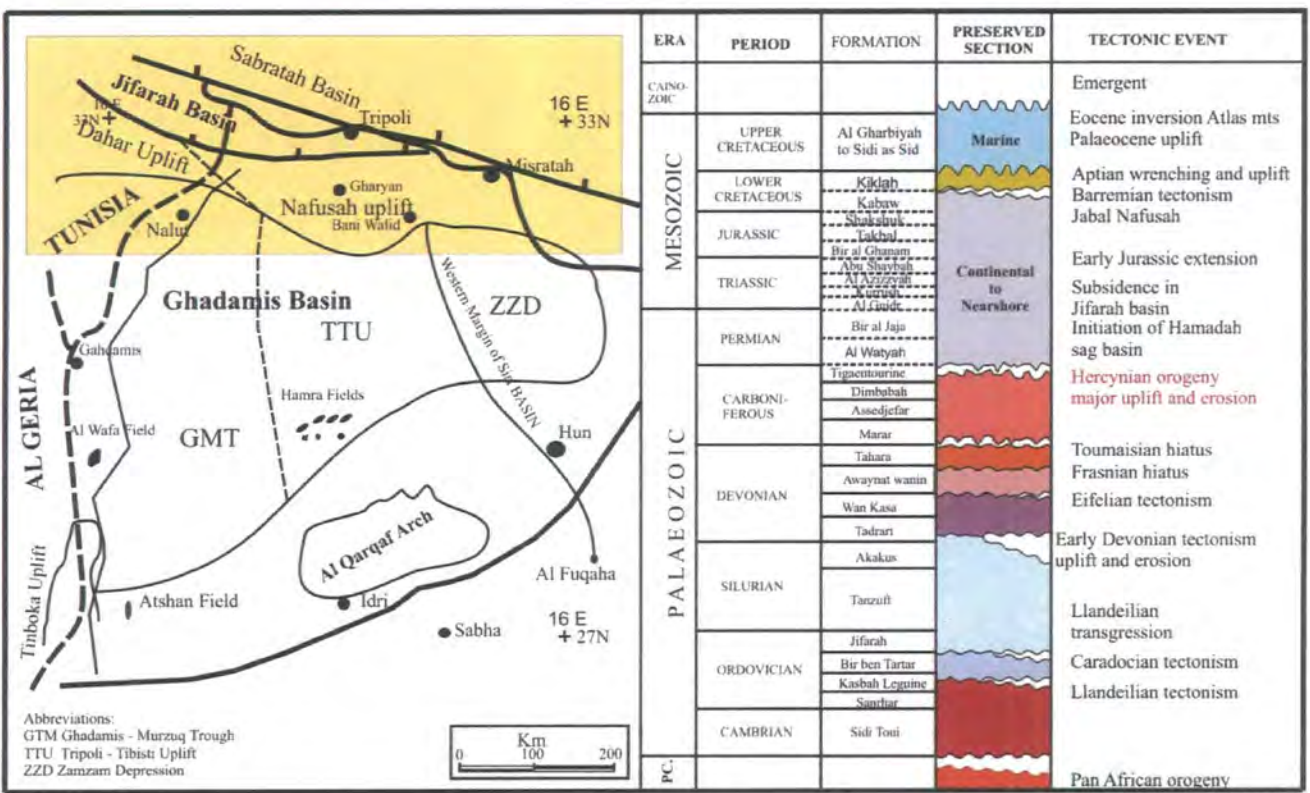 Sabratah Basin
Jifarah Basin
16 E
33N +
Dahar Uplift
Tripoli
16 E
+ 33N
Misratah
Gharyan
Nafusah uplift
Bani Walid
TUNISIA
Nalut
Ghadamis Basin
TTU
ZZD
Western Margin of Sirt BASIN
Gahdamis
ALGERIA
Hamra Fields
Al Wafa Field
GMT
Hun
Al Qarqaf Arch
Al Fuqaha
Tinboka Uplift
Atshan Field
Idri
16 E
+ 27N
Sabha
Abbreviations:
GTM Ghadamis - Murzuq Trough
TTU Tripoli - Tibisti Uplift
ZZD Zamzam Depression
Km
0 100 200
ERA PERIOD FORMATION PRESERVED SECTION TECTONIC EVENT
CAINO-
ZOIC
Emergent
MESOZOIC
UPPER
CRETACEOUS
Al Gharbiyah
to Sidi as Sid
Marine
Eocene inversion Atlas mts
Palaeocene uplift
LOWER
CRETACEOUS
Kiklah
Kabaw
Aptian wrenching and uplift
Barremian tectonism
Jabal Nafusah
JURASSIC
Shakshuk
Takbal
Bir al Ghanam
Early Jurassic extension
TRIASSIC
Abu Shaybah
Al Azizyah
Kurrush
Al Guidr
Continental
to
Nearshore
Subsidence in
Jifarah basin
PALAEOZOIC
PERMIAN
Bir al Jaja
Al Watyah
Initiation of Hamadah
sag basin
CARBONI-
FEROUS
Tigaentourine
Dimbabah
Assedjefar
Marar
Hercynian orogeny
major uplift and erosion
DEVONIAN
Tahara
Awaynat wanin
Wan Kasa
Tadrart
Toumaisian hiatus
Frasnian hiatus
Eifelian tectonism
Early Devonian tectonism
uplift and erosion
SILURIAN
Akakus
Tanzuft
Llandeilian
transgression
ORDOVICIAN
Jifarah
Bir ben Tartar
Kasbah Leguine
Sanrhar
Caradocian tectonism
Llandeilian tectonism
CAMBRIAN
Sidi Toui
PC.
Pan African orogeny